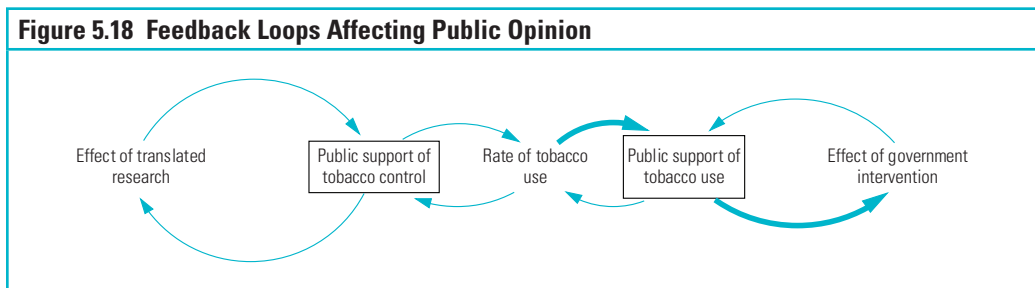 Figure 5.18 Feedback Loops Affecting Public Opinion
Effect of translated
research
Public support of
tobacco control
Rate of tobacco
use
Public support of
tobacco use
Effect of government
intervention